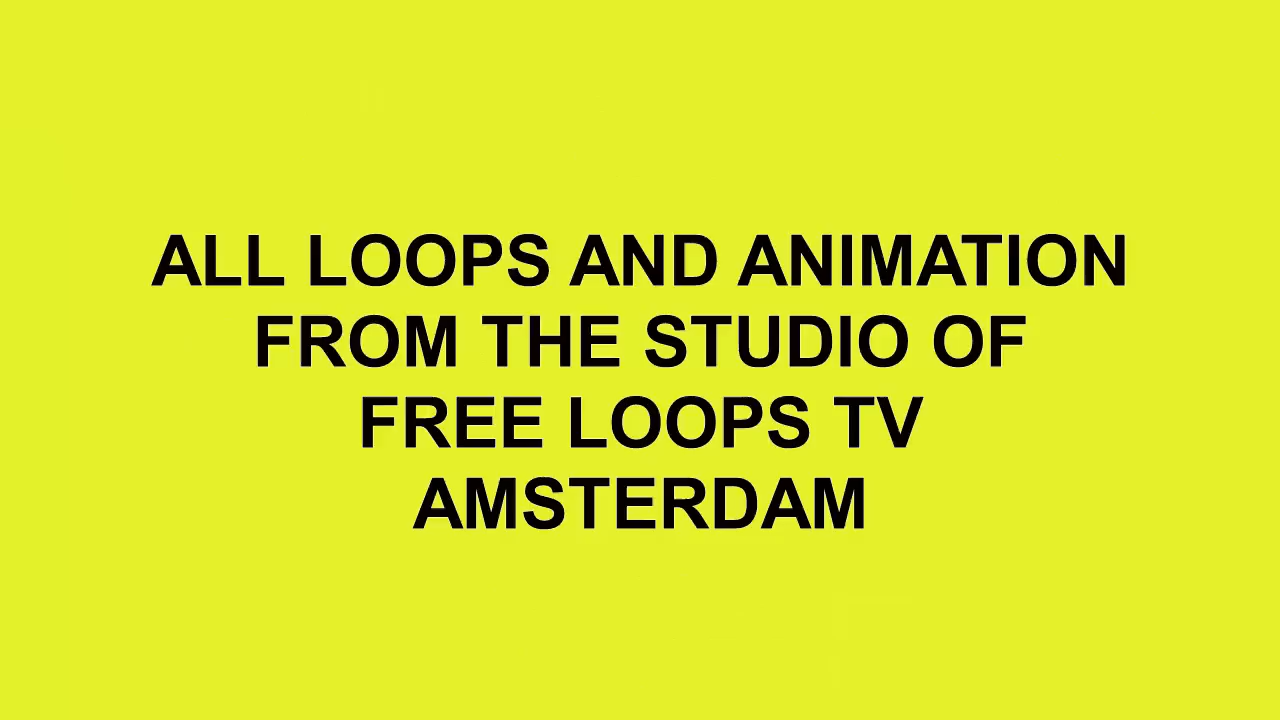 ALL LOOPS AND ANIMATION
FROM THE STUDIO OF
FREE LOOPS TV
AMSTERDAM